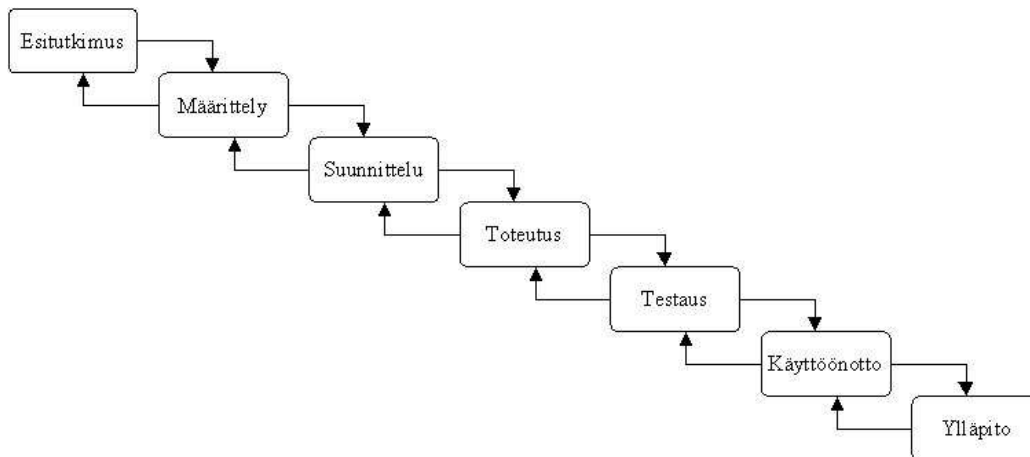 Esitutkimus
Määrittely
Suunnittelu
Toteutus
Testaus
Käyttöönotto
Ylläpito